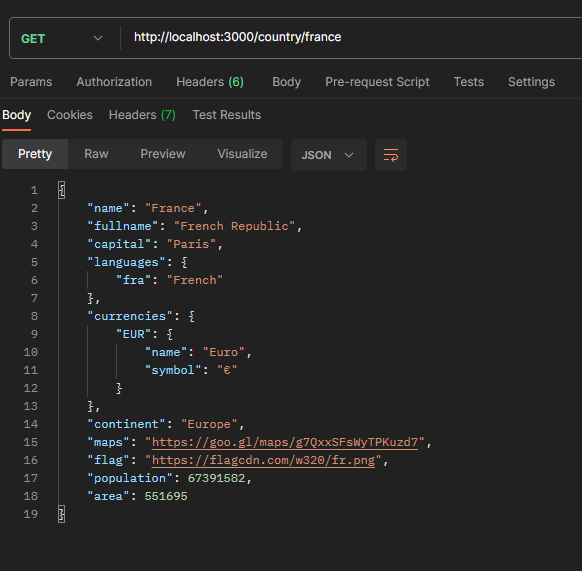 GET http://localhost:3000/country/france
Params Authorization Headers (6) Body Pre-request Script Tests Settings
Body Cookies Headers (7) Test Results
Pretty Raw Preview Visualize JSON
1 {
2 "name": "France",
3 "fullname": "French Republic",
4 "capital": "Paris",
5 "languages": {
6 "fra": "French"
7 },
8 "currencies": {
9 "EUR": {
10 "name": "Euro",
11 "symbol": "€"
12 }
13 },
14 "continent": "Europe",
15 "maps": "https://goo.gl/maps/g7QxxSFsWyTPKuzd7",
16 "flag": "https://flagcdn.com/w320/fr.png",
17 "population": 67391582,
18 "area": 551695
19 }